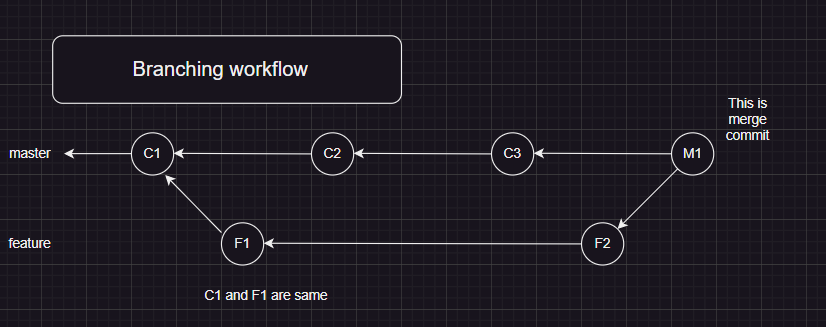 Branching workflow
This is
merge
commit
master
C1
C2
C3
M1
feature
F1
F2
C1 and F1 are same